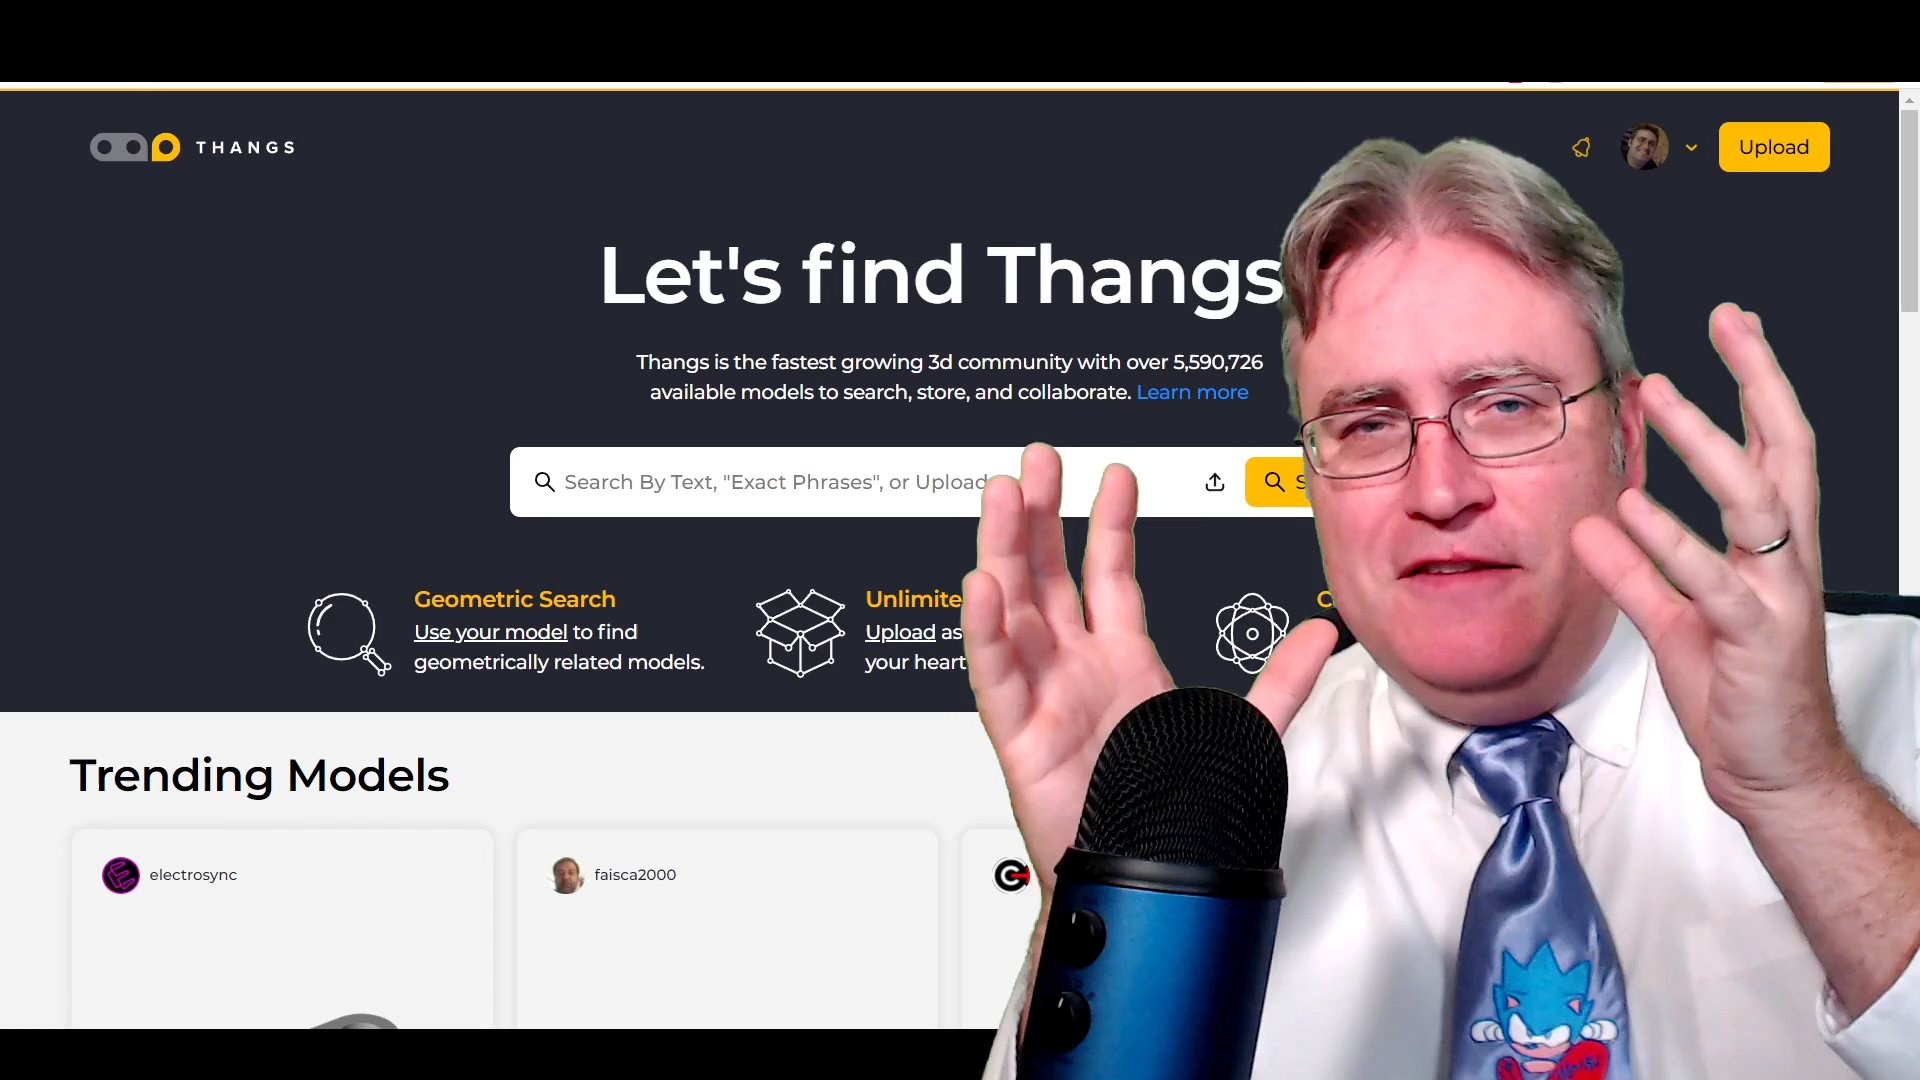 THANGS
Upload
Let's find Thangs
Thangs is the fastest growing 3d community with over 5,590,726
available models to search, store, and collaborate. Learn more
Search By Text, "Exact Phrases", or Upload
Geometric Search
Use your model to find
geometrically related models.
Upload as
your heart
Trending Models
electrosync
faisca2000